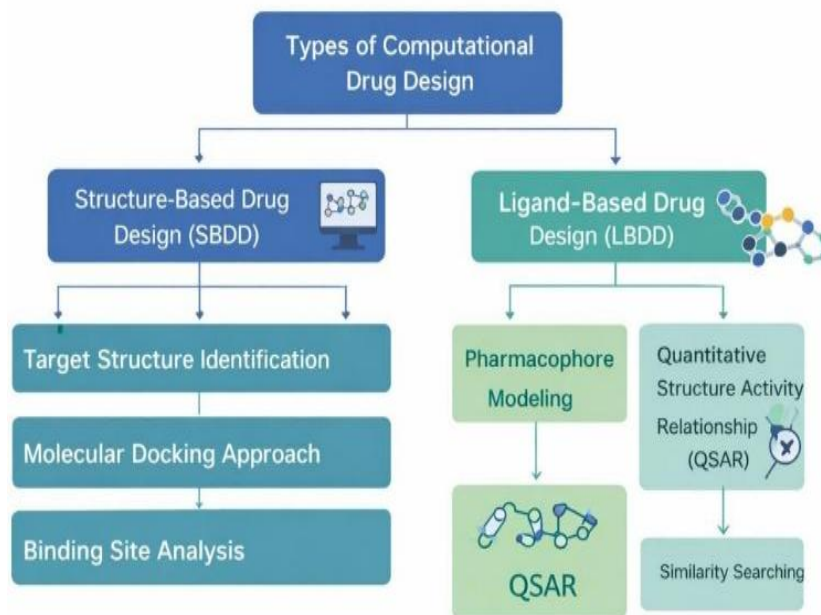 Types of Computational
Drug Design
Structure-Based Drug
Design (SBDD)
Ligand-Based Drug
Design (LBDD)
Target Structure Identification
Molecular Docking Approach
Binding Site Analysis
Pharmacophore
Modeling
QSAR
Quantitative
Structure Activity
Relationship
(QSAR)
Similarity Searching